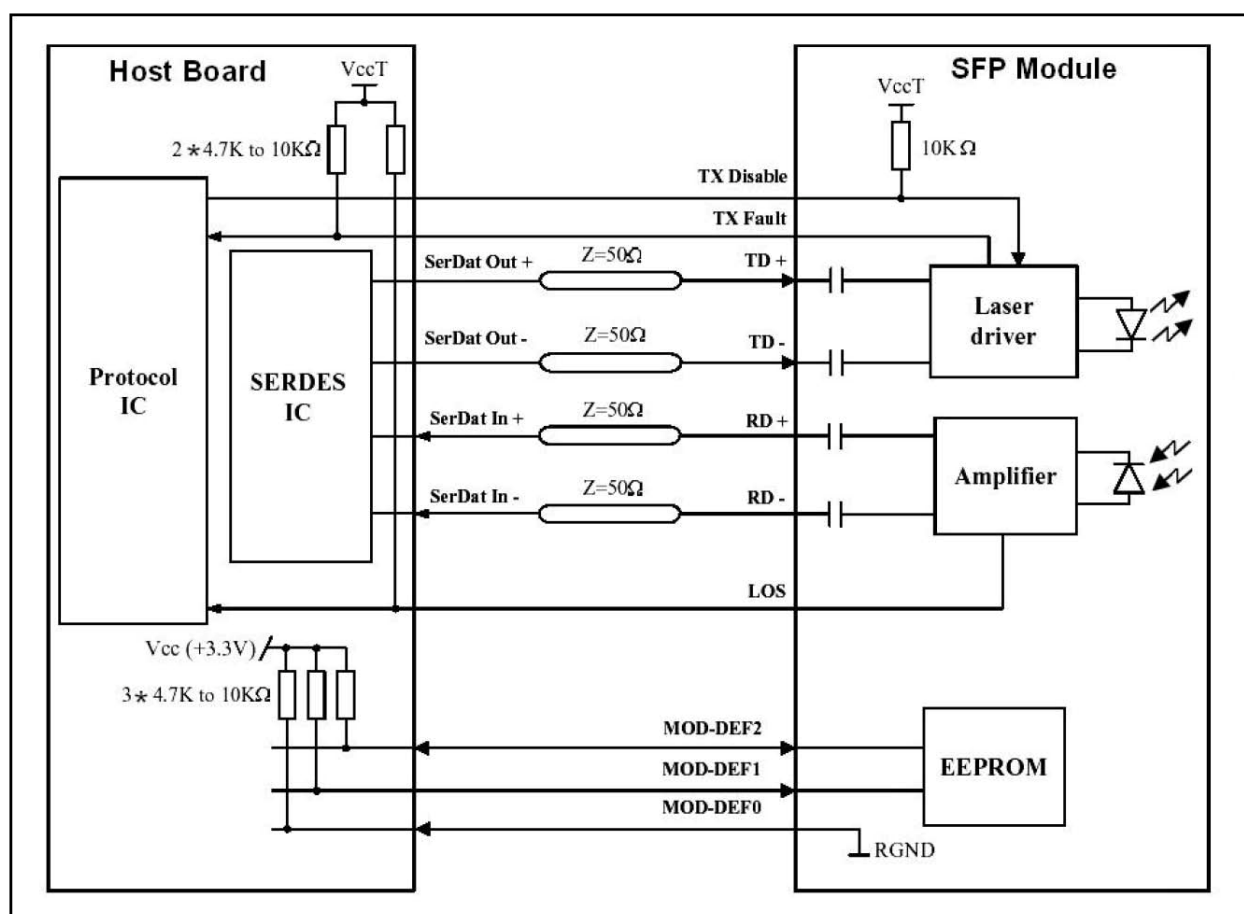 Host Board
SFP Module
VccT
VccT
2*4.7K to 10KΩ
10KΩ
TX Disable
TX Fault
SerDat Out +
Z=50Ω
TD +
Laser
driver
SerDat Out -
Z=50Ω
TD -
Protocol
IC
SERDES
IC
SerDat In +
Z=50Ω
RD +
Amplifier
SerDat In -
Z=50Ω
RD -
LOS
Vcc (+3.3V)
3*4.7K to 10KΩ
MOD-DEF2
EEPROM
MOD-DEF1
MOD-DEF0
RGND